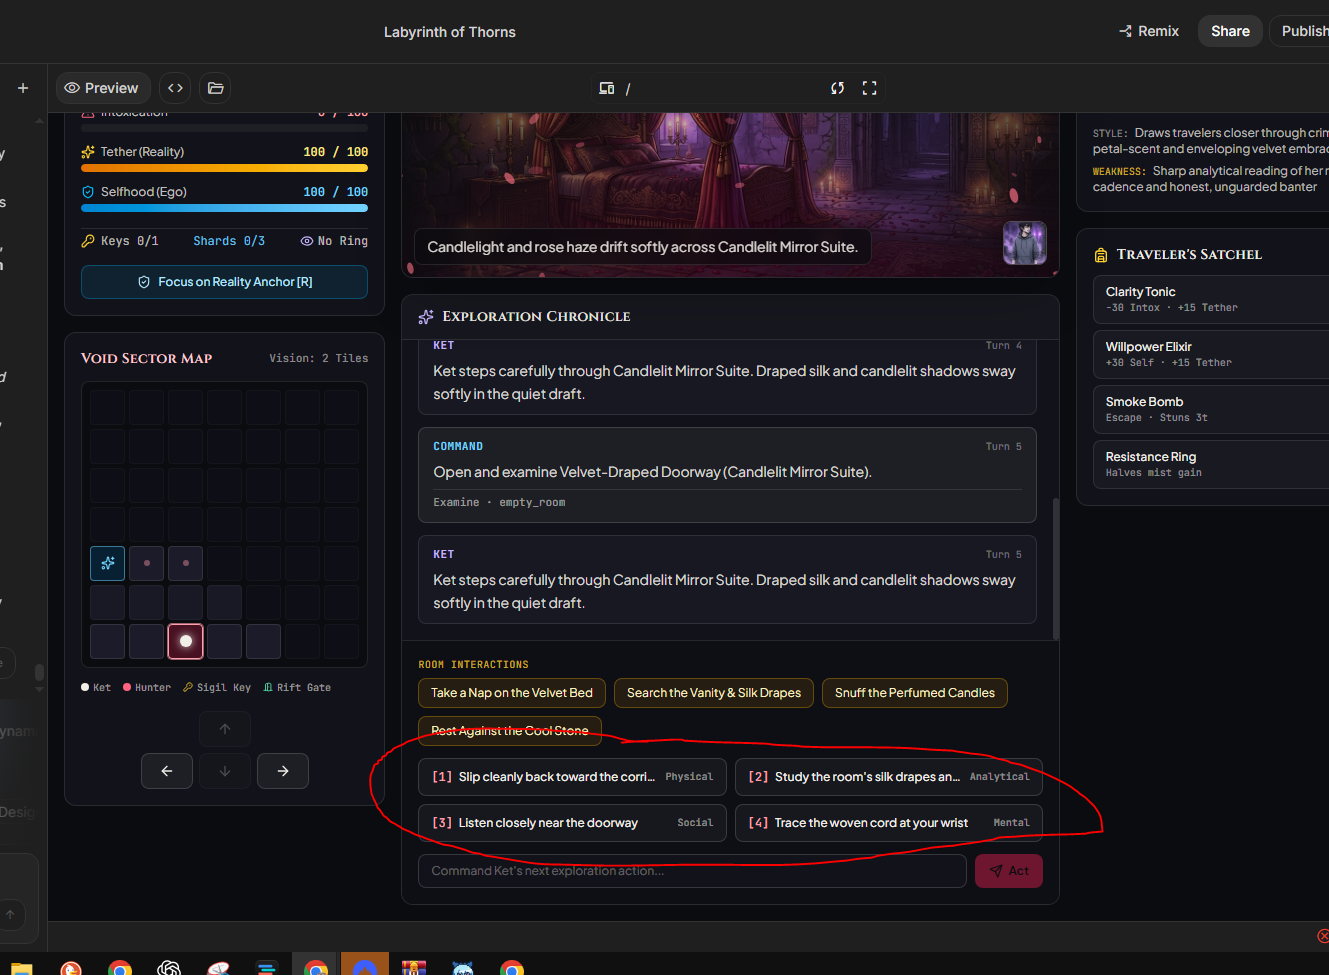 Labyrinth of Thorns
Remix
Share
Publish
Preview
/
Intoxication 0 / 100
Tether (Reality) 100 / 100
Selfhood (Ego) 100 / 100
Keys 0/1 Shards 0/3 No Ring
Focus on Reality Anchor [R]
VOID SECTOR MAP Vision: 2 Tiles
Ket Hunter Sigil Key Rift Gate
Candlelight and rose haze drift softly across Candlelit Mirror Suite.
EXPLORATION CHRONICLE
KET Turn 4
Ket steps carefully through Candlelit Mirror Suite. Draped silk and candlelit shadows sway
softly in the quiet draft.
COMMAND Turn 5
Open and examine Velvet-Draped Doorway (Candlelit Mirror Suite).
Examine · empty_room
KET Turn 5
Ket steps carefully through Candlelit Mirror Suite. Draped silk and candlelit shadows sway
softly in the quiet draft.
ROOM INTERACTIONS
Take a Nap on the Velvet Bed
Search the Vanity & Silk Drapes
Snuff the Perfumed Candles
Rest Against the Cool Stone
[1] Slip cleanly back toward the corri... Physical
[2] Study the room's silk drapes an... Analytical
[3] Listen closely near the doorway Social
[4] Trace the woven cord at your wrist Mental
Command Ket's next exploration action...
Act
STYLE: Draws travelers closer through crim
petal-scent and enveloping velvet embrac
WEAKNESS: Sharp analytical reading of her r
cadence and honest, unguarded banter
TRAVELER'S SATCHEL
Clarity Tonic
-30 Intox · +15 Tether
Willpower Elixir
+30 Self · +15 Tether
Smoke Bomb
Escape · Stuns 3t
Resistance Ring
Halves mist gain